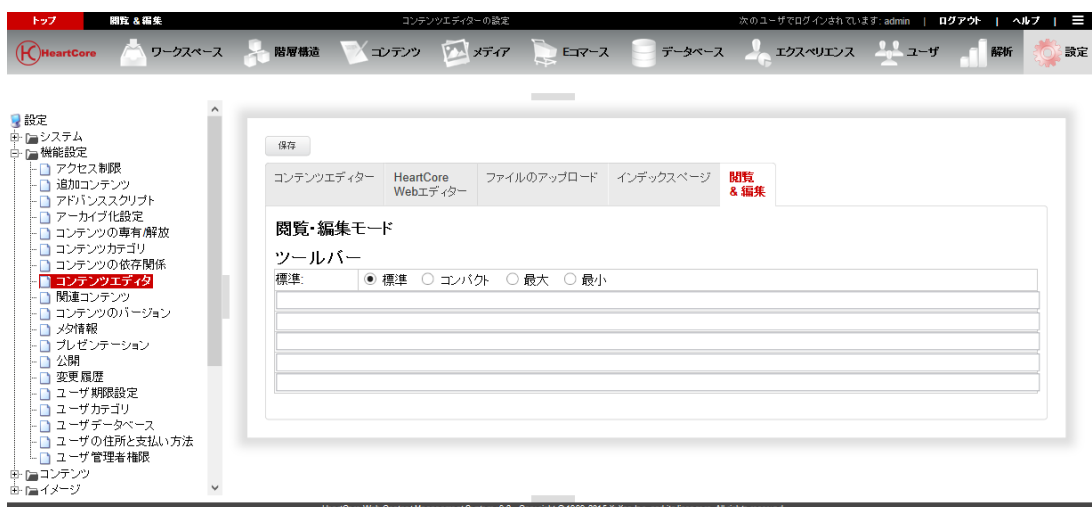 トップ 閲覧 & 編集 コンテンツエディターの設定 次のユーザでログインされています: admin | ログアウト | ヘルプ |
HeartCore ワークスペース 階層構造 コンテンツ メディア Eコマース データベース エクスペリエンス ユーザ 解析 設定
設定
システム
機能設定
アクセス制限
追加コンテンツ
アドバンススクリプト
アーカイブ化設定
コンテンツの専有/解放
コンテンツカテゴリ
コンテンツの依存関係
コンテンツエディタ
関連コンテンツ
コンテンツのバージョン
メタ情報
プレゼンテーション
公開
変更履歴
ユーザ期限設定
ユーザカテゴリ
ユーザデータベース
ユーザの住所と支払い方法
ユーザ管理者権限
コンテンツ
イメージ
保存
コンテンツエディター HeartCore ファイルのアップロード インデックスページ 閲覧
Webエディター & 編集
閲覧・編集モード
ツールバー
標準: 標準 コンパクト 最大 最小